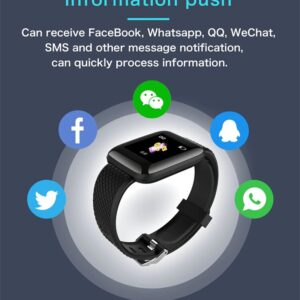 Information push
Can receive FaceBook, Whatsapp, QQ, WeChat,
SMS and other message notification,
can quickly process information.